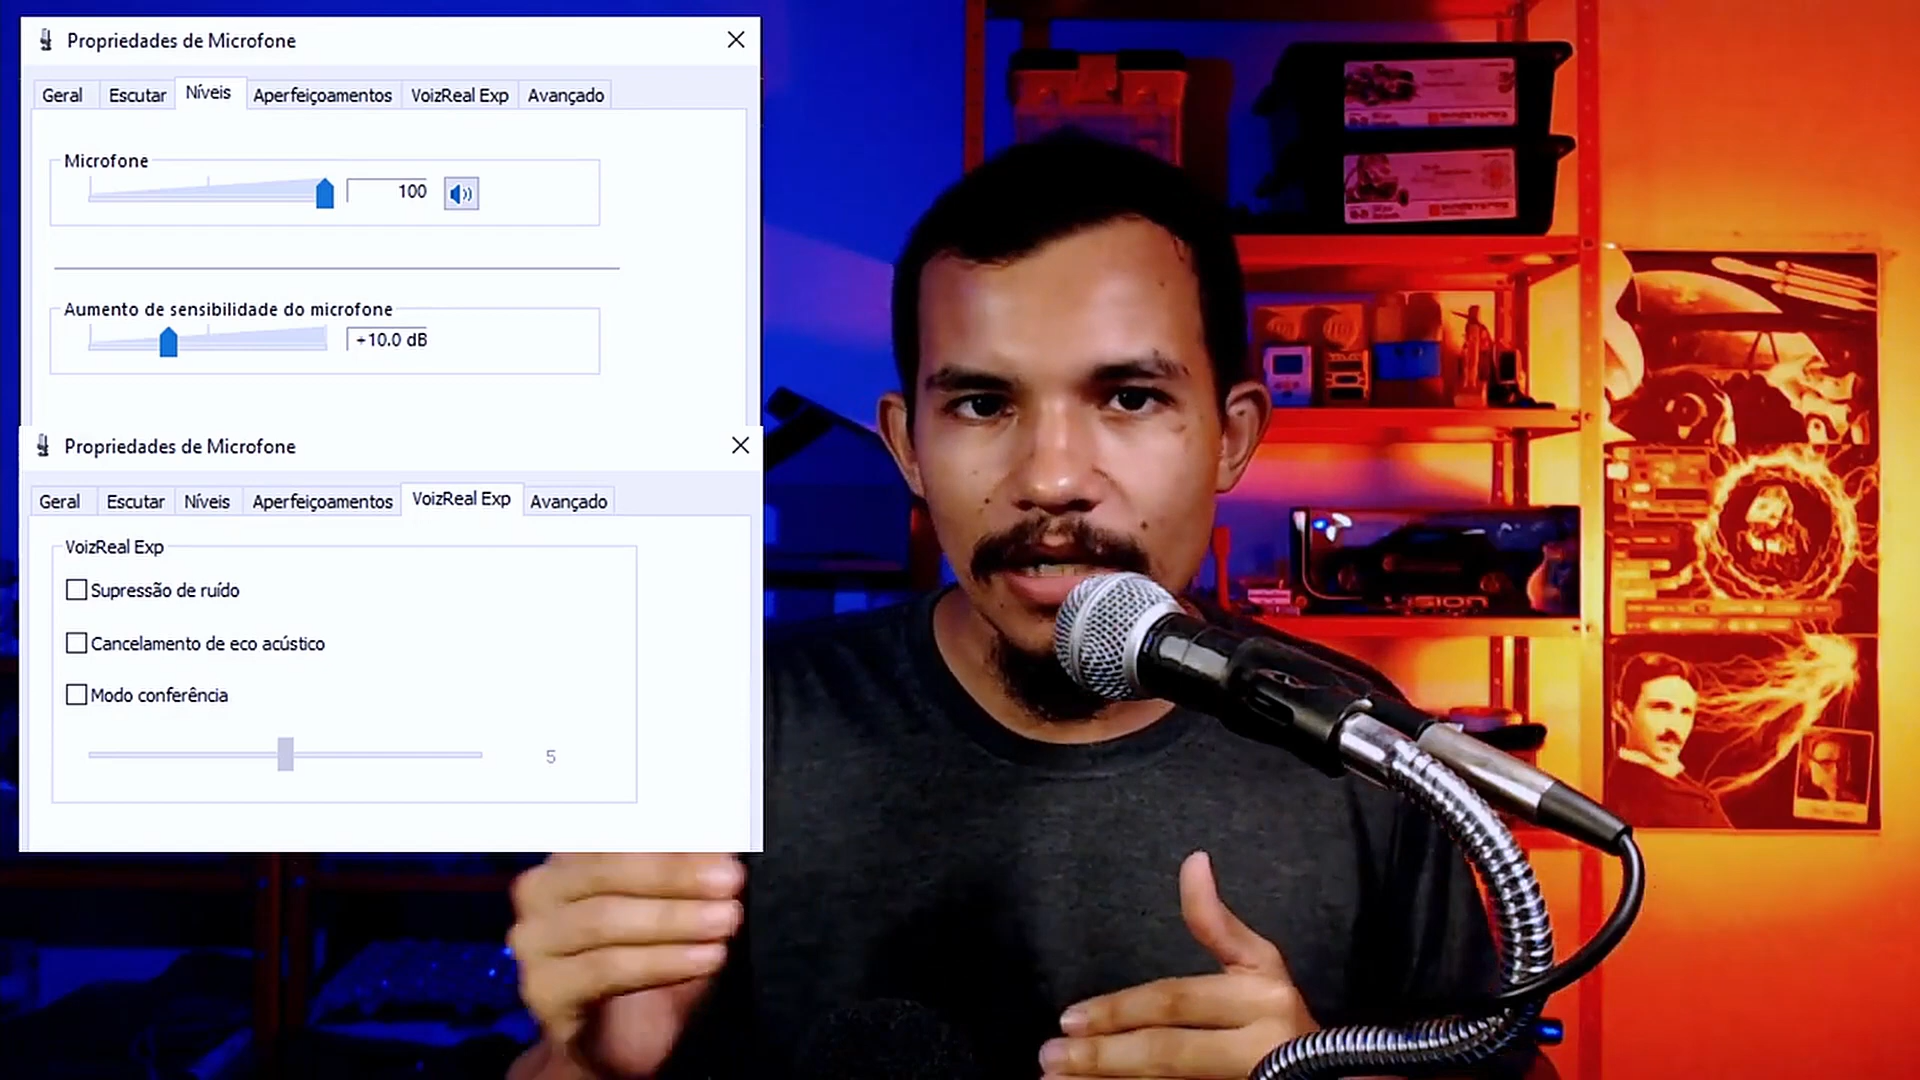 Propriedades de Microfone
Geral Escutar Níveis Aperfeiçoamentos VoizReal Exp Avançado
Microfone
100
Aumento de sensibilidade do microfone
+10.0 dB
Propriedades de Microfone
Geral Escutar Níveis Aperfeiçoamentos VoizReal Exp Avançado
VoizReal Exp
Supressão de ruído
Cancelamento de eco acústico
Modo conferência
5
VISION